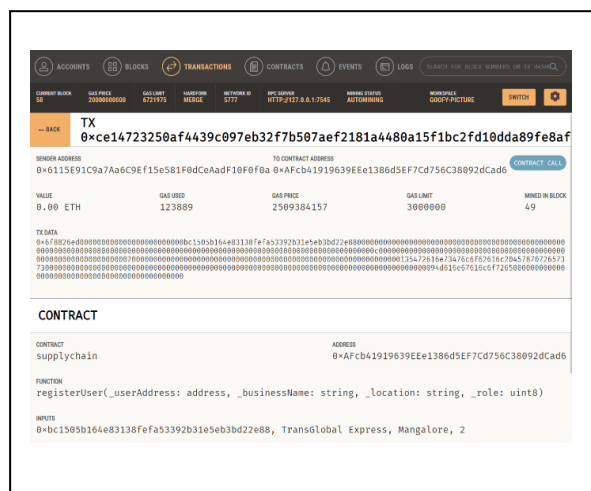 ACCOUNTS BLOCKS TRANSACTIONS CONTRACTS EVENTS LOGS SEARCH FOR BLOCK NUMBERS OR TX HASH
CURRENT BLOCK GAS PRICE GAS LIMIT HARDFORK NETWORK ID RPC SERVER MINING STATUS WORKSPACE
58 20000000000 6721975 MERGE 5777 HTTP://127.0.0.1:7545 AUTOMINING GOOFY-PICTURE SWITCH
← BACK TX
0×ce14723250af4439c097eb32f7b507aef2181a4480a15f1bc2fd10dda89fe8af
SENDER ADDRESS TO CONTRACT ADDRESS
0×6115E91C9a7Aa6C9Ef15e581F0dCeAadF10F0f0a 0×AFcb41919639EEe1386d5EF7Cd756C38092dCad6 CONTRACT CALL
VALUE GAS USED GAS PRICE GAS LIMIT MINED IN BLOCK
0.00 ETH 123889 2509384157 3000000 49
TX DATA
CONTRACT
CONTRACT ADDRESS
supplychain 0×AFcb41919639EEe1386d5EF7Cd756C38092dCad6
FUNCTION
registerUser(_userAddress: address, _businessName: string, _location: string, _role: uint8)
INPUTS
0×bc1505b164e83138fefa53392b31e5eb3bd22e88, TransGlobal Express, Mangalore, 2